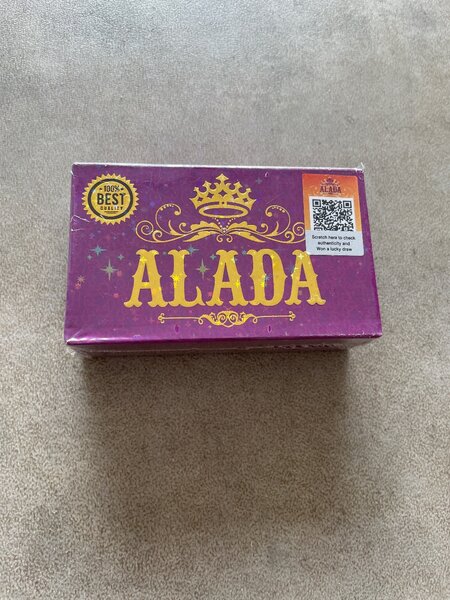 100%
BEST
QUALITY
ALADA
ALADA
Scratch here to check
authenticity and
Won a lucky draw